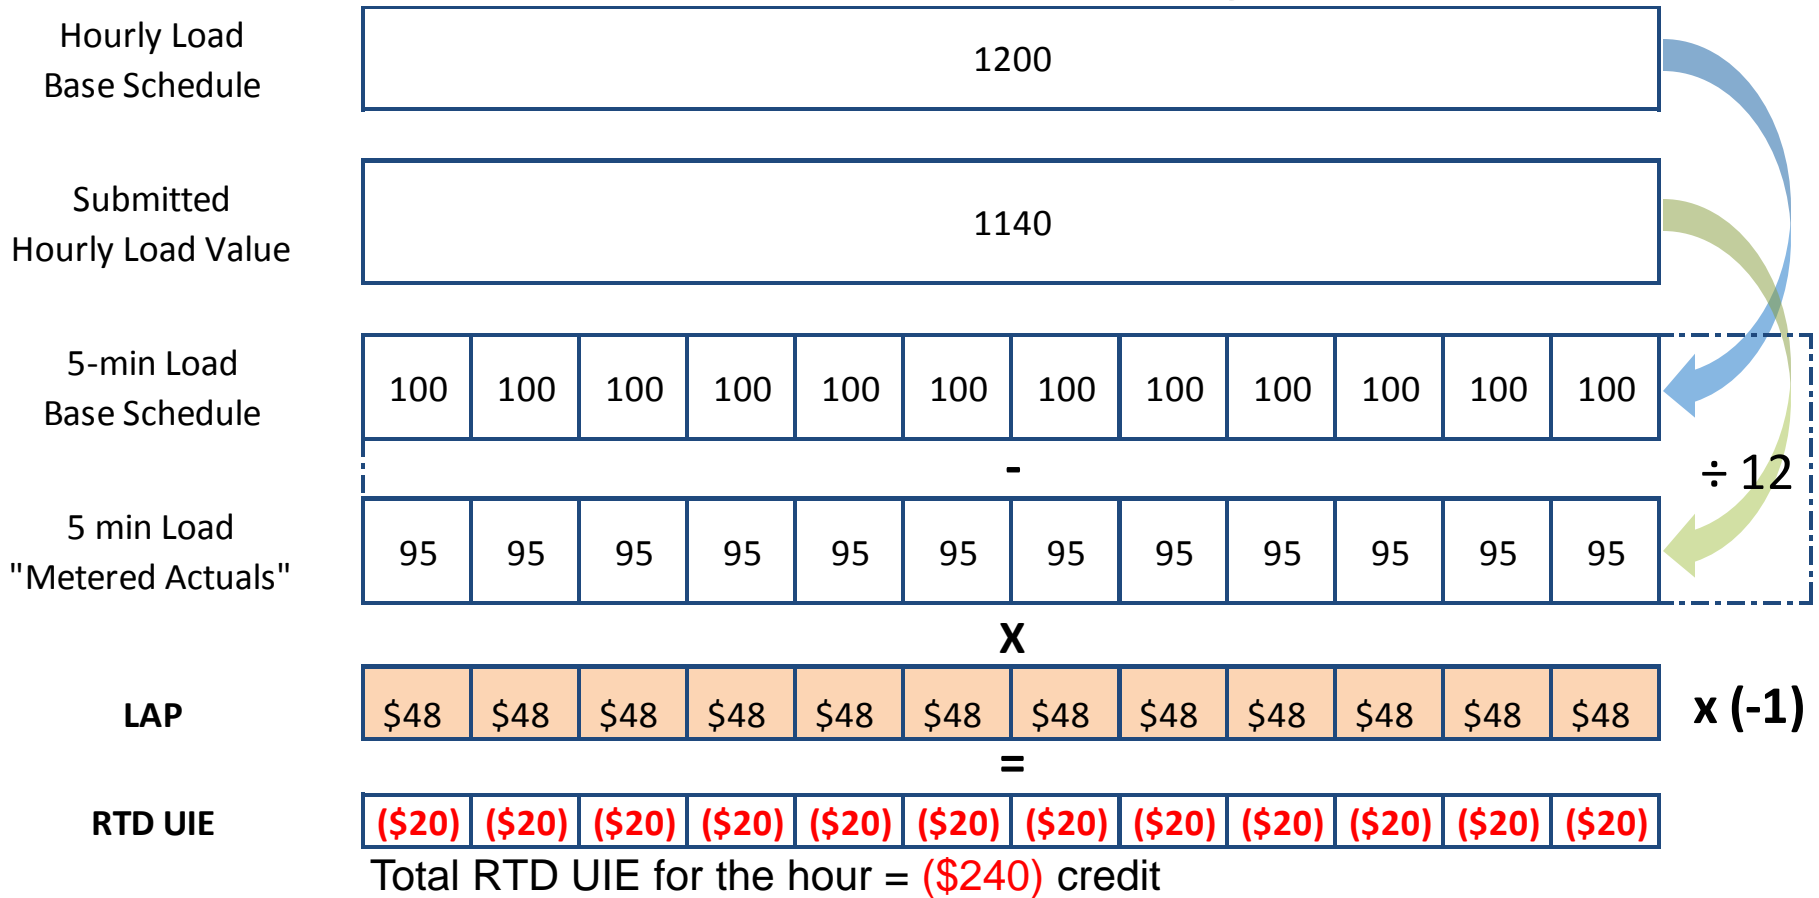 Hourly Load
Base Schedule
1200
Submitted
Hourly Load Value
1140
5-min Load
Base Schedule
100 100 100 100 100 100 100 100 100 100 100 100
-
÷ 12
5 min Load
"Metered Actuals"
95 95 95 95 95 95 95 95 95 95 95 95
X
LAP
$48 $48 $48 $48 $48 $48 $48 $48 $48 $48 $48 $48
x (-1)
=
RTD UIE
($20) ($20) ($20) ($20) ($20) ($20) ($20) ($20) ($20) ($20) ($20) ($20)
Total RTD UIE for the hour = ($240) credit